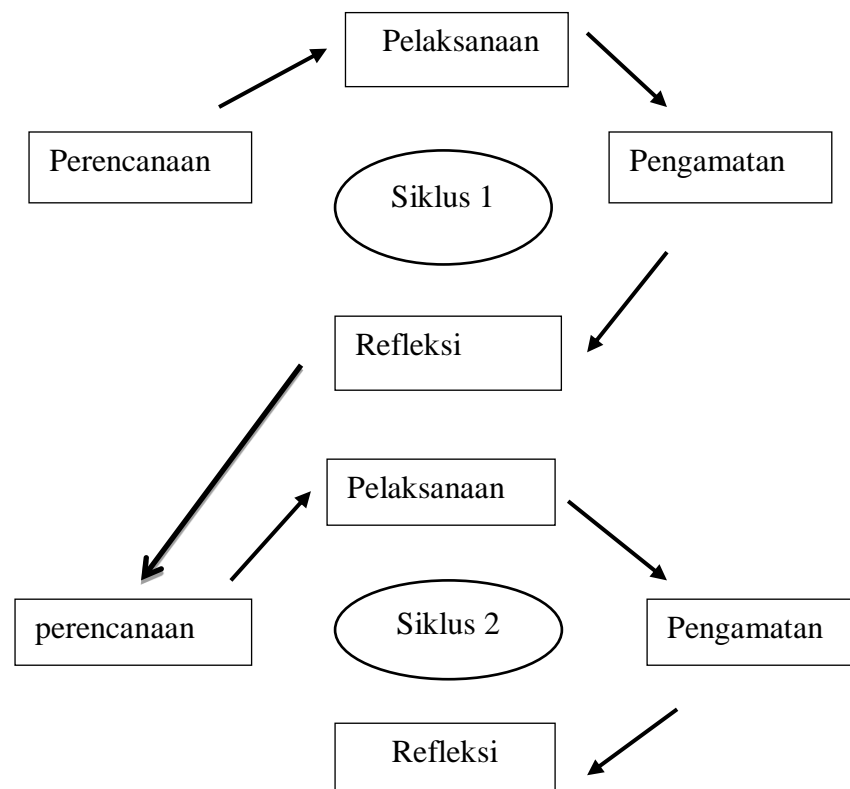 Pelaksanaan
Perencanaan
Pengamatan
Siklus 1
Refleksi
Pelaksanaan
perencanaan
Siklus 2
Pengamatan
Refleksi